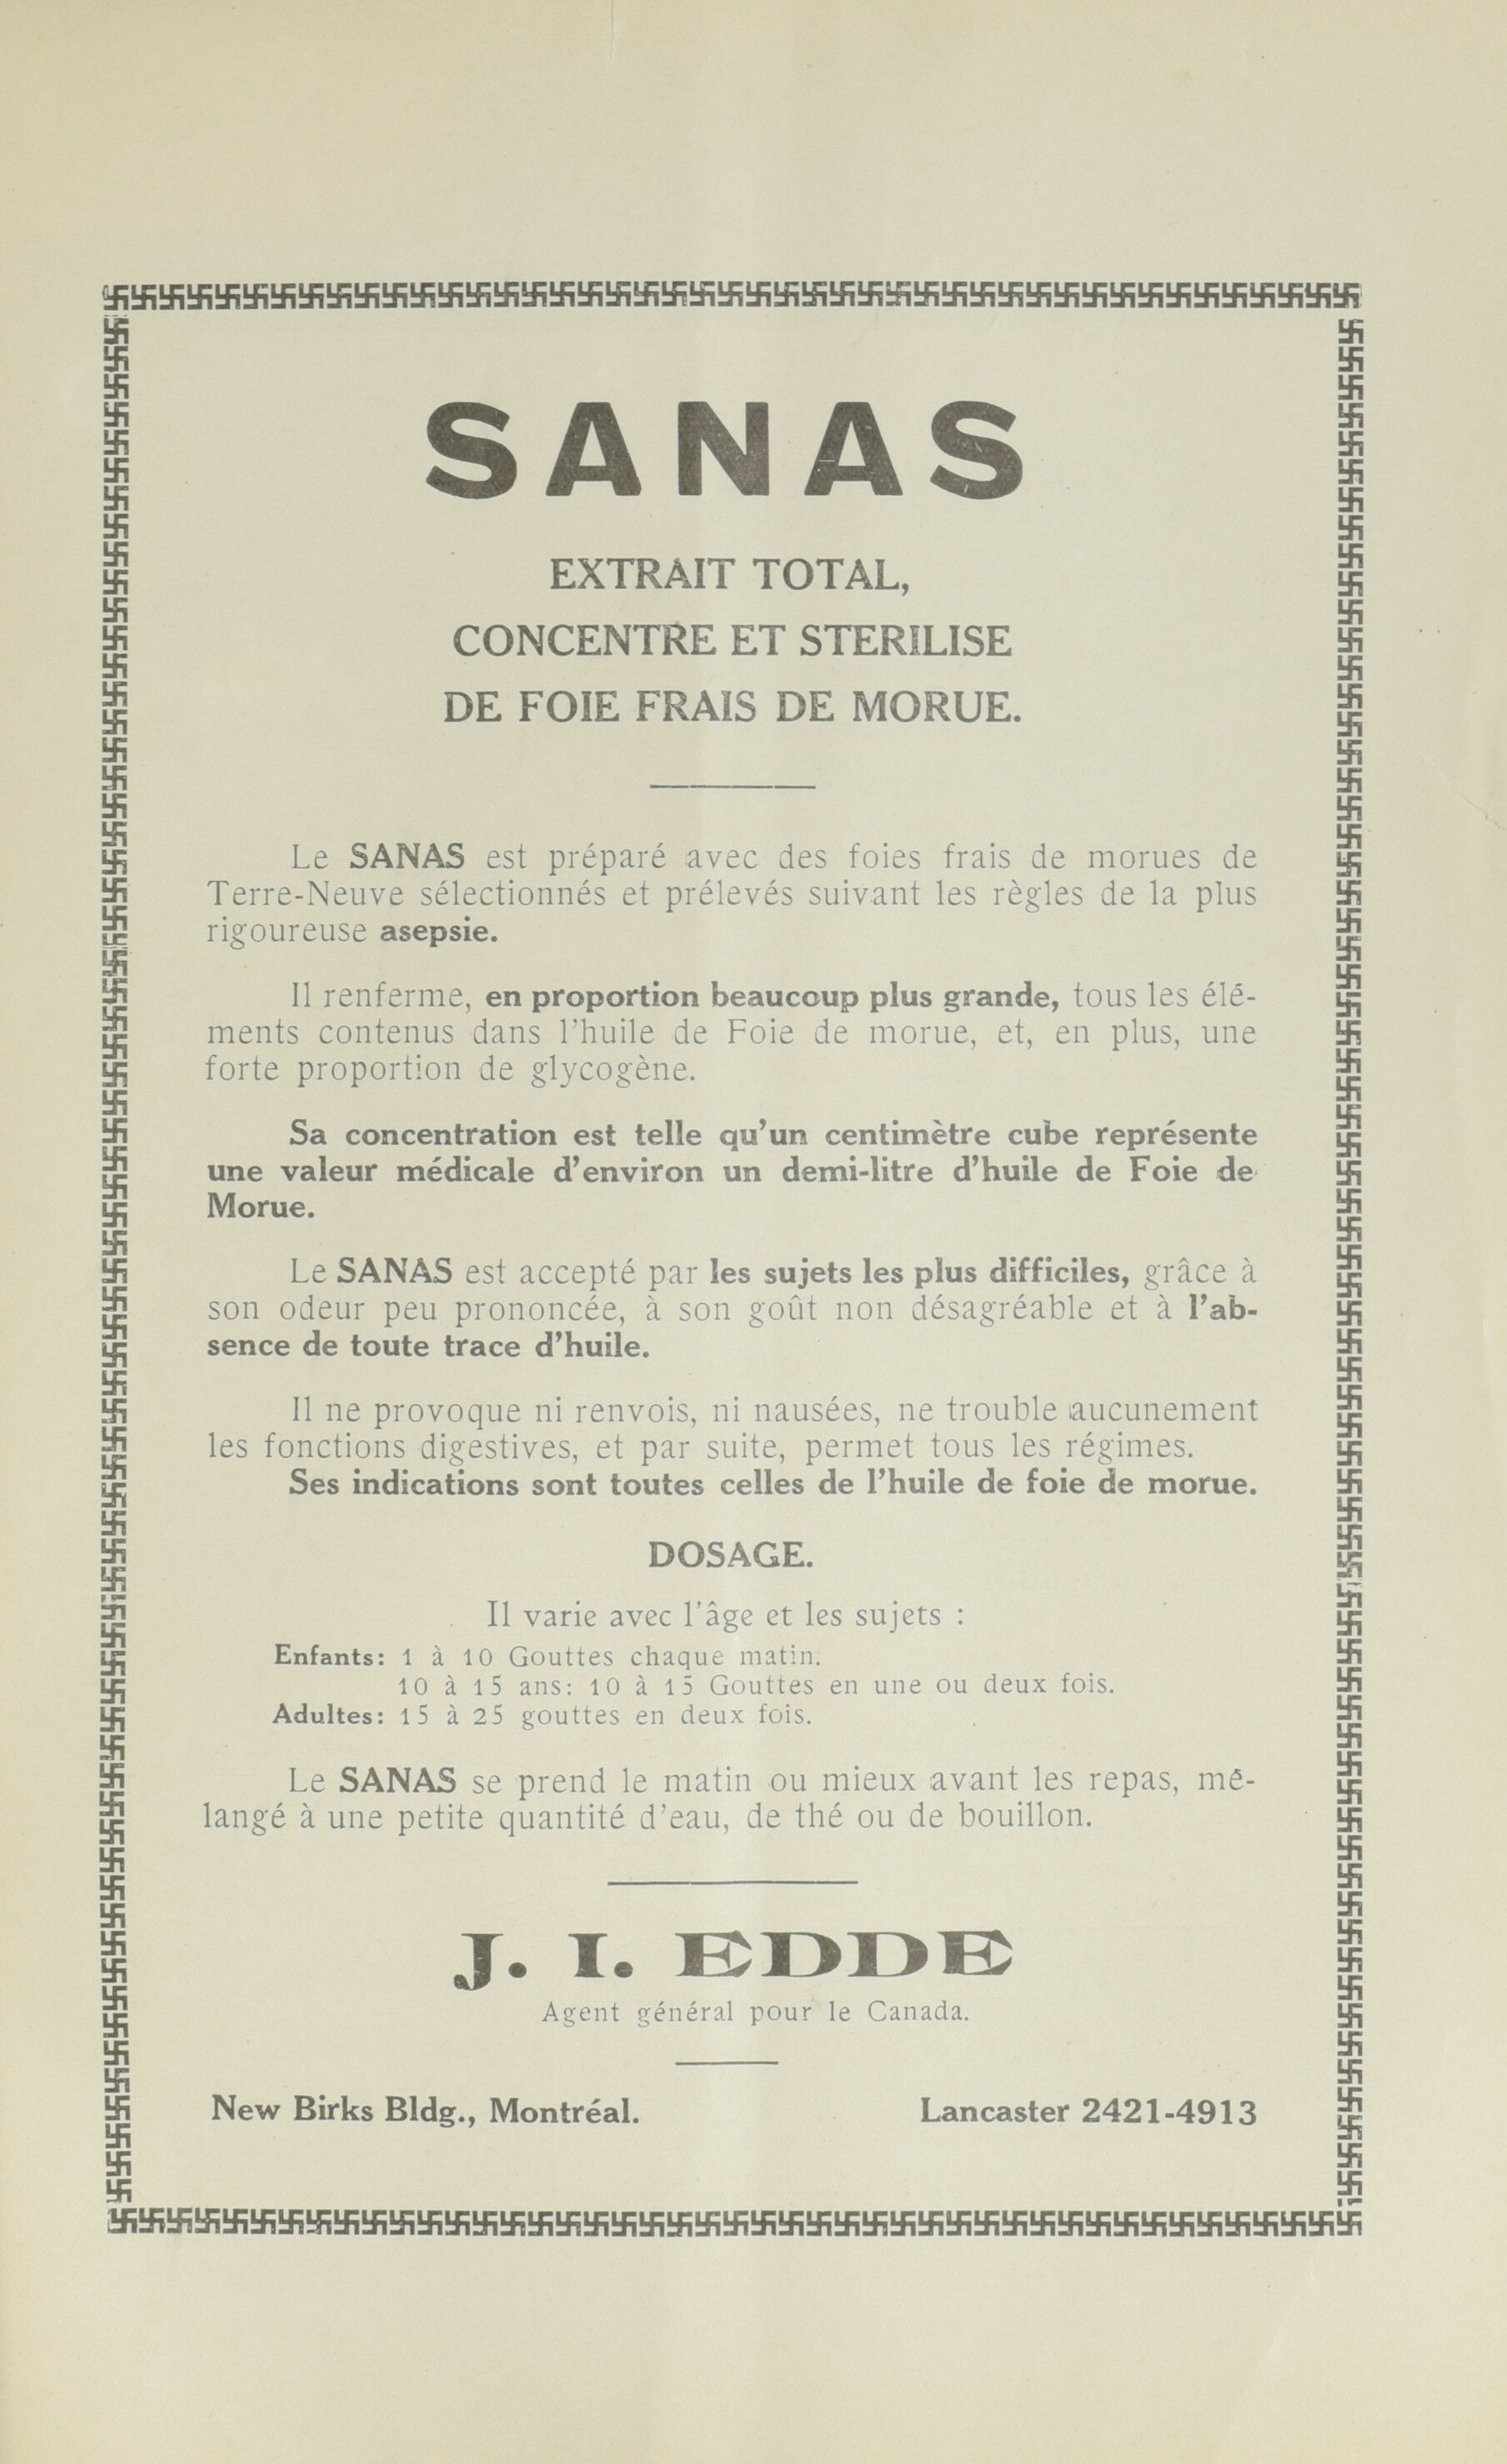 SANAS
EXTRAIT TOTAL,
CONCENTRE ET STERILISE
DE FOIE FRAIS DE MORUE.
Le SANAS est préparé avec des foies frais de morues de
Terre-Neuve sélectionnés et prélevés suivant les règles de la plus
rigoureuse asepsie.
Il renferme, en proportion beaucoup plus grande, tous les élé-
ments contenus dans l'huile de Foie de morue, et, en plus, une
forte proportion de glycogène.
Sa concentration est telle qu'un centimètre cube représente
une valeur médicale d'environ un demi-litre d'huile de Foie de
Morue.
Le SANAS est accepté par les sujets les plus difficiles, grâce à
son odeur peu prononcée, à son goût non désagréable et à l'ab-
sence de toute trace d'huile.
Il ne provoque ni renvois, ni nausées, ne trouble aucunement
les fonctions digestives, et par suite, permet tous les régimes.
Ses indications sont toutes celles de l'huile de foie de morue.
DOSAGE.
Il varie avec l'âge et les sujets :
Enfants: 1 à 10 Gouttes chaque matin.
10 à 15 ans: 10 à 15 Gouttes en une ou deux fois.
Adultes: 15 à 25 gouttes en deux fois.
Le SANAS se prend le matin ou mieux avant les repas, mé-
langé à une petite quantité d'eau, de thé ou de bouillon.
J. I. EDDE
Agent général pour le Canada.
New Birks Bldg., Montréal. Lancaster 2421-4913